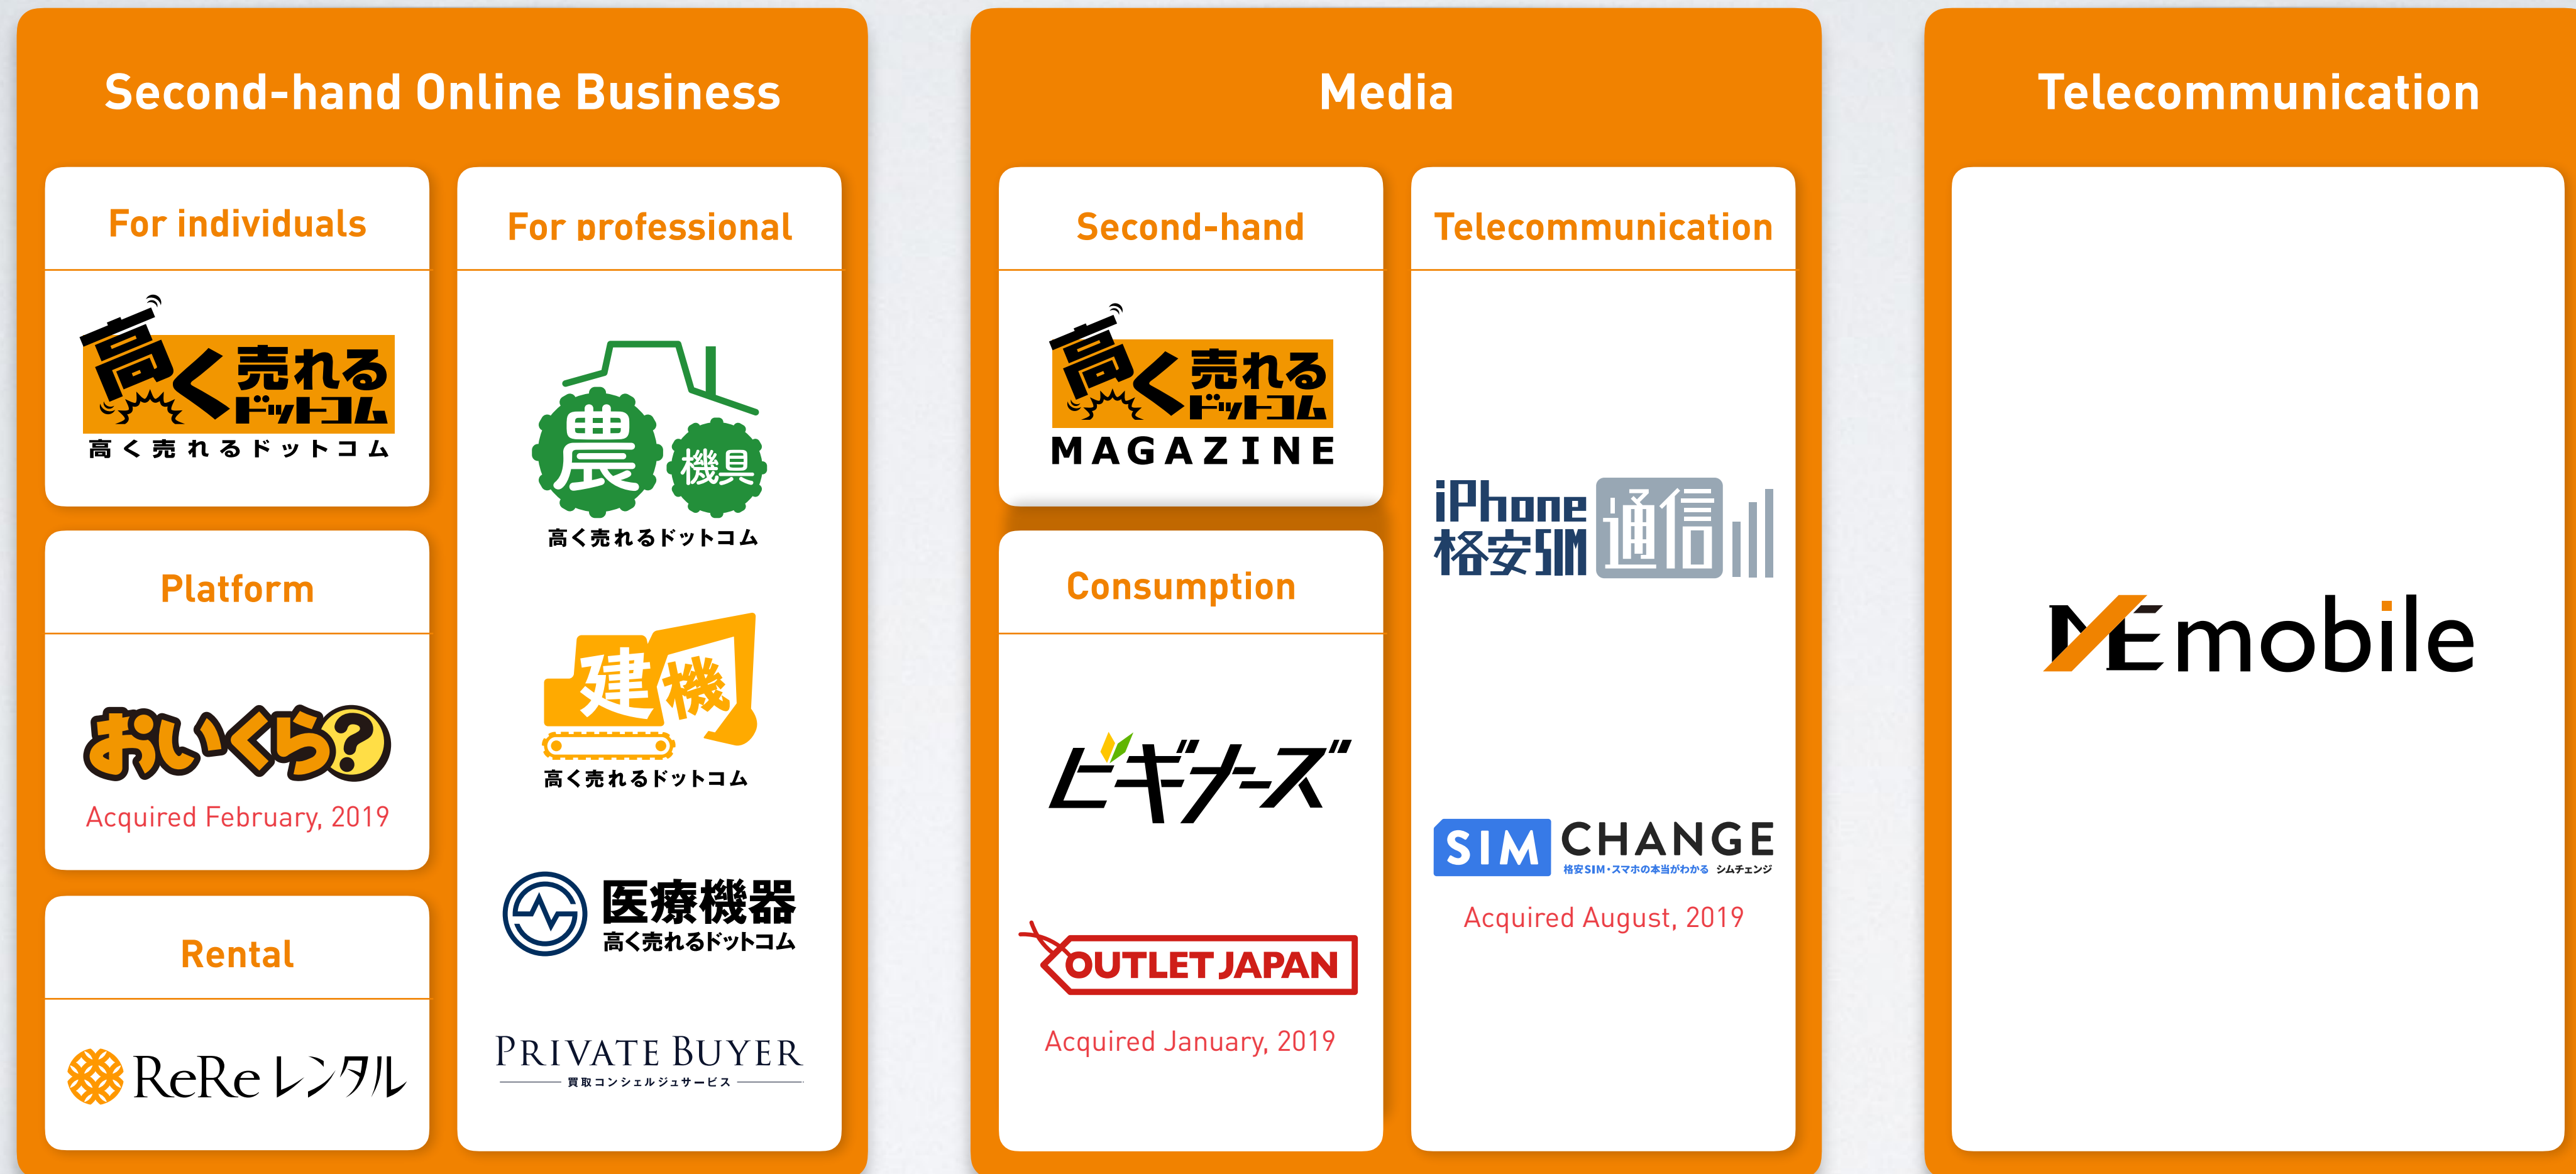 Second-hand Online Business
For individuals
高く売れる
ドットコム
高く売れるドットコム
Platform
おいくら?
Acquired February, 2019
Rental
ReRe レンタル
For professional
農機具
高く売れるドットコム
建機
高く売れるドットコム
医療機器
高く売れるドットコム
PRIVATE BUYER
買取コンシェルジュサービス
Media
Second-hand
高く売れる
ドットコム
MAGAZINE
Consumption
ビギナーズ
OUTLET JAPAN
Acquired January, 2019
Telecommunication
iPhone
格安SIM
通信
SIM CHANGE
格安SIM・スマホの本当がわかる シムチェンジ
Acquired August, 2019
Telecommunication
MEmobile